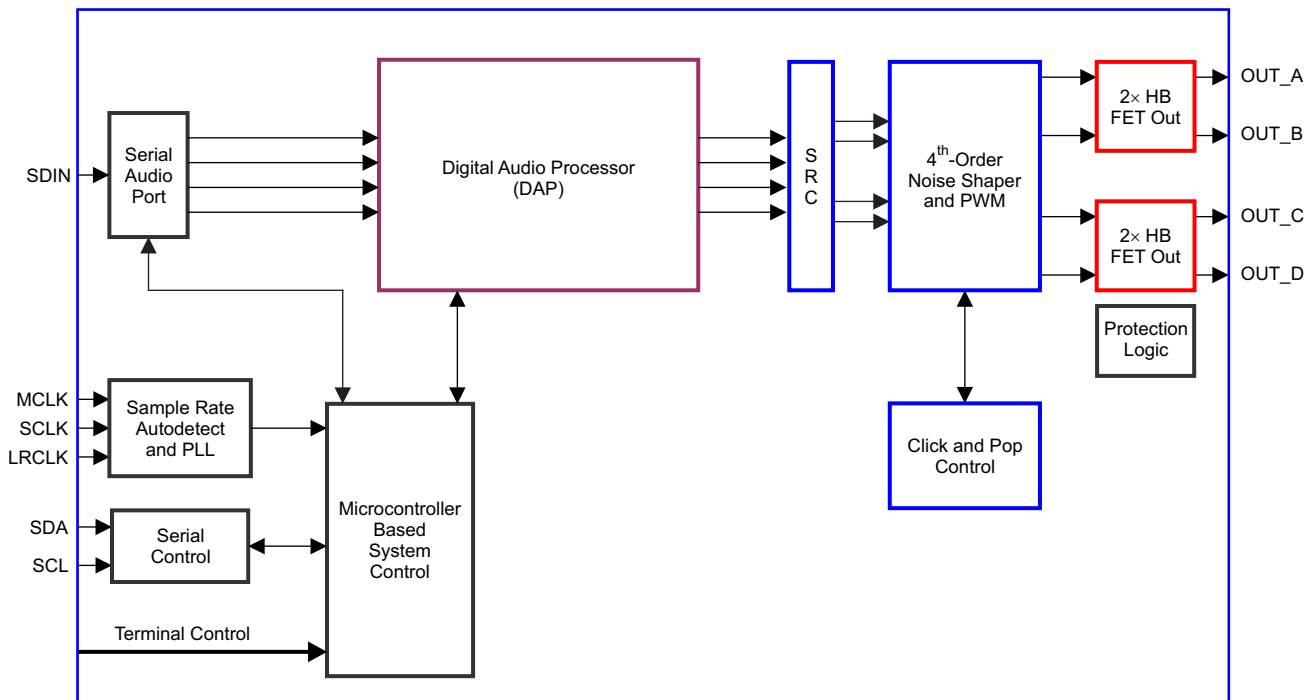 SDIN
Serial
Audio
Port
Digital Audio Processor
(DAP)
S
R
C
4th-Order
Noise Shaper
and PWM
2× HB
FET Out
OUT_A
OUT_B
2× HB
FET Out
OUT_C
OUT_D
Protection
Logic
MCLK
SCLK
LRCLK
Sample Rate
Autodetect
and PLL
SDA
SCL
Serial
Control
Terminal Control
Microcontroller
Based
System
Control
Click and Pop
Control